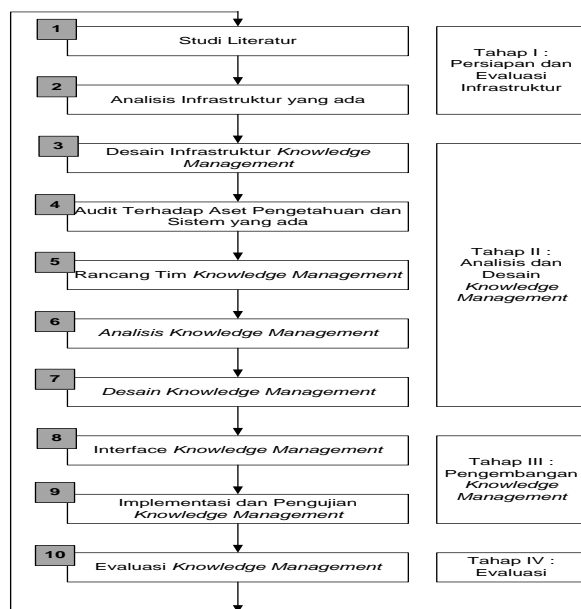 1
Studi Literatur
2
Analisis Infrastruktur yang ada
3
Desain Infrastruktur Knowledge
Management
4
Audit Terhadap Aset Pengetahuan dan
Sistem yang ada
5
Rancang Tim Knowledge Management
6
Analisis Knowledge Management
7
Desain Knowledge Management
8
Interface Knowledge Management
9
Implementasi dan Pengujian
Knowledge Management
10
Evaluasi Knowledge Management
Tahap I :
Persiapan dan
Evaluasi
Infrastruktur
Tahap II :
Analisis dan
Desain
Knowledge
Management
Tahap III :
Pengembangan
Knowledge
Management
Tahap IV :
Evaluasi